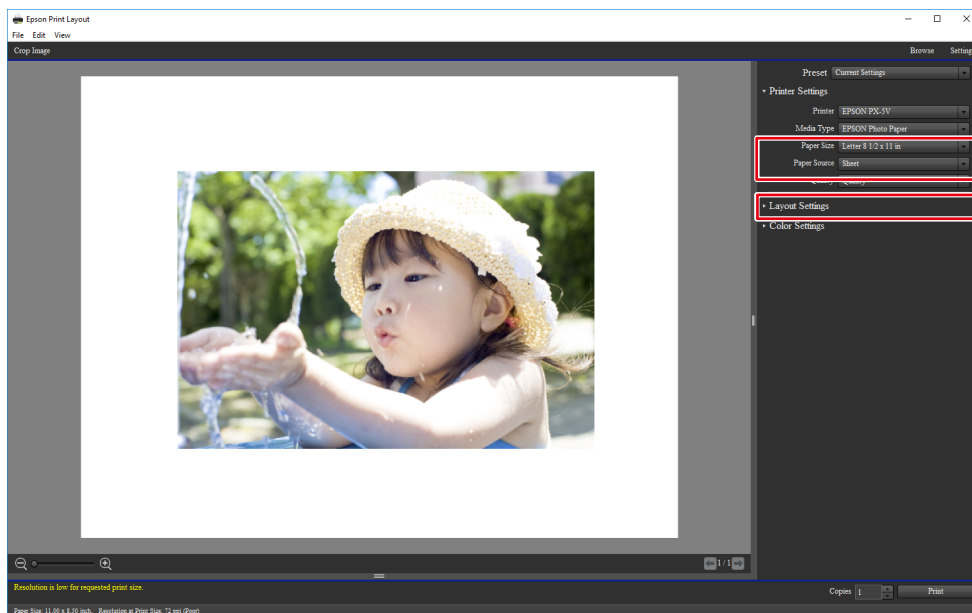 Epson Print Layout
File Edit View
Crop Image Browse Setting
Preset Current Settings
Printer Settings
Printer EPSON PX-5V
Media Type EPSON Photo Paper
Paper Size Letter 8 1/2 x 11 in
Paper Source Sheet
Quality Quality
Layout Settings
Color Settings
1 / 1
Resolution is low for requested print size.
Copies 1 Print
Paper Size: 11.00 x 8.50 inch. Resolution at Print Size: 72 ppi (Poor)